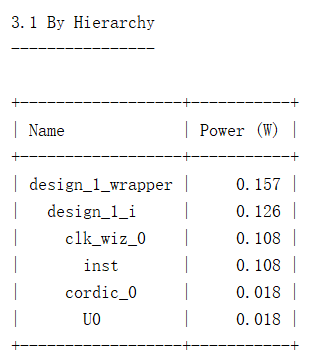 3.1 By Hierarchy
----------------
+------------------+-----------+
| Name             | Power (W) |
+------------------+-----------+
| design_1_wrapper |     0.157 |
|   design_1_i     |     0.126 |
|     clk_wiz_0    |     0.108 |
|       inst       |     0.108 |
|     cordic_0     |     0.018 |
|       U0         |     0.018 |
+------------------+-----------+